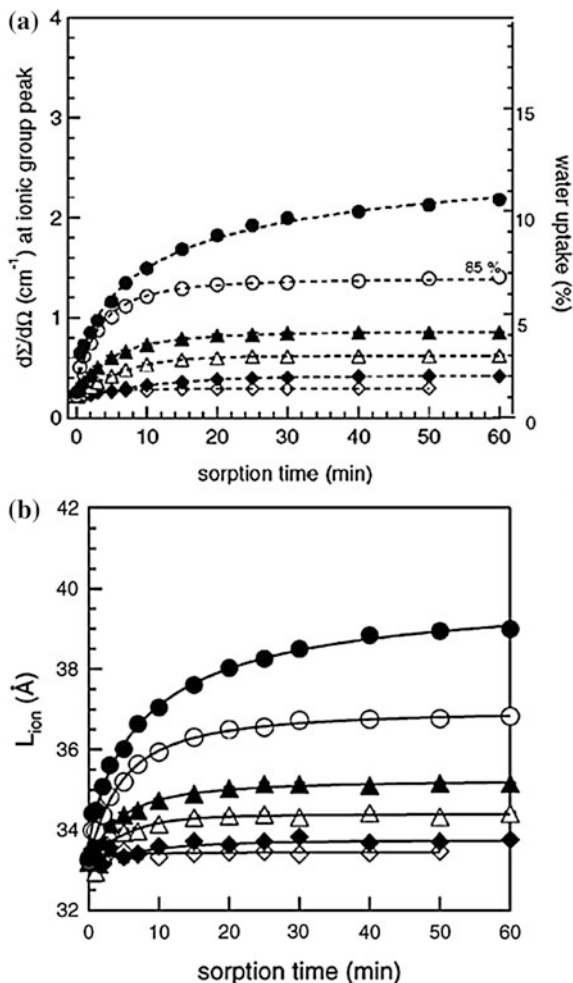 (a)
4
3
2
1
0
dΣ/dΩ (cm⁻¹) at ionic group peak
15
10
5
0
water uptake (%)
85 %
0 10 20 30 40 50 60
sorption time (min)
(b)
42
40
38
36
34
32
L_ion (Å)
0 10 20 30 40 50 60
sorption time (min)